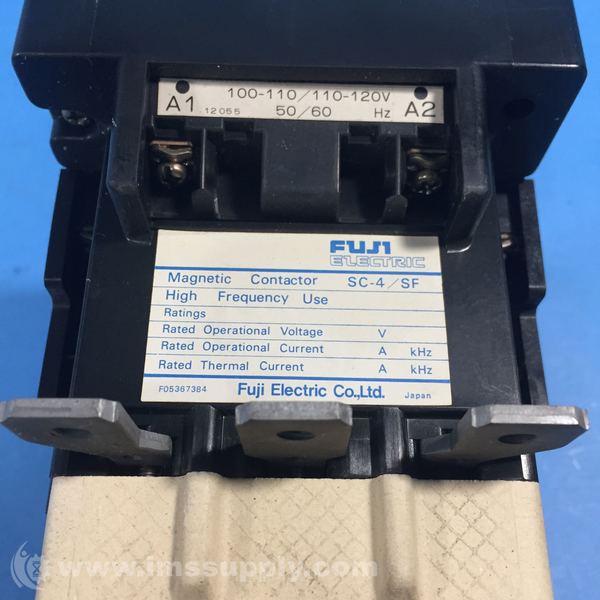 100-110/110-120V
A1 12055 50/60 Hz A2
FUJI
ELECTRIC
Magnetic Contactor SC-4/SF
High Frequency Use
Ratings
Rated Operational Voltage V
Rated Operational Current A kHz
Rated Thermal Current A kHz
F05367384 Fuji Electric Co.,Ltd. Japan
© www.imssupply.com